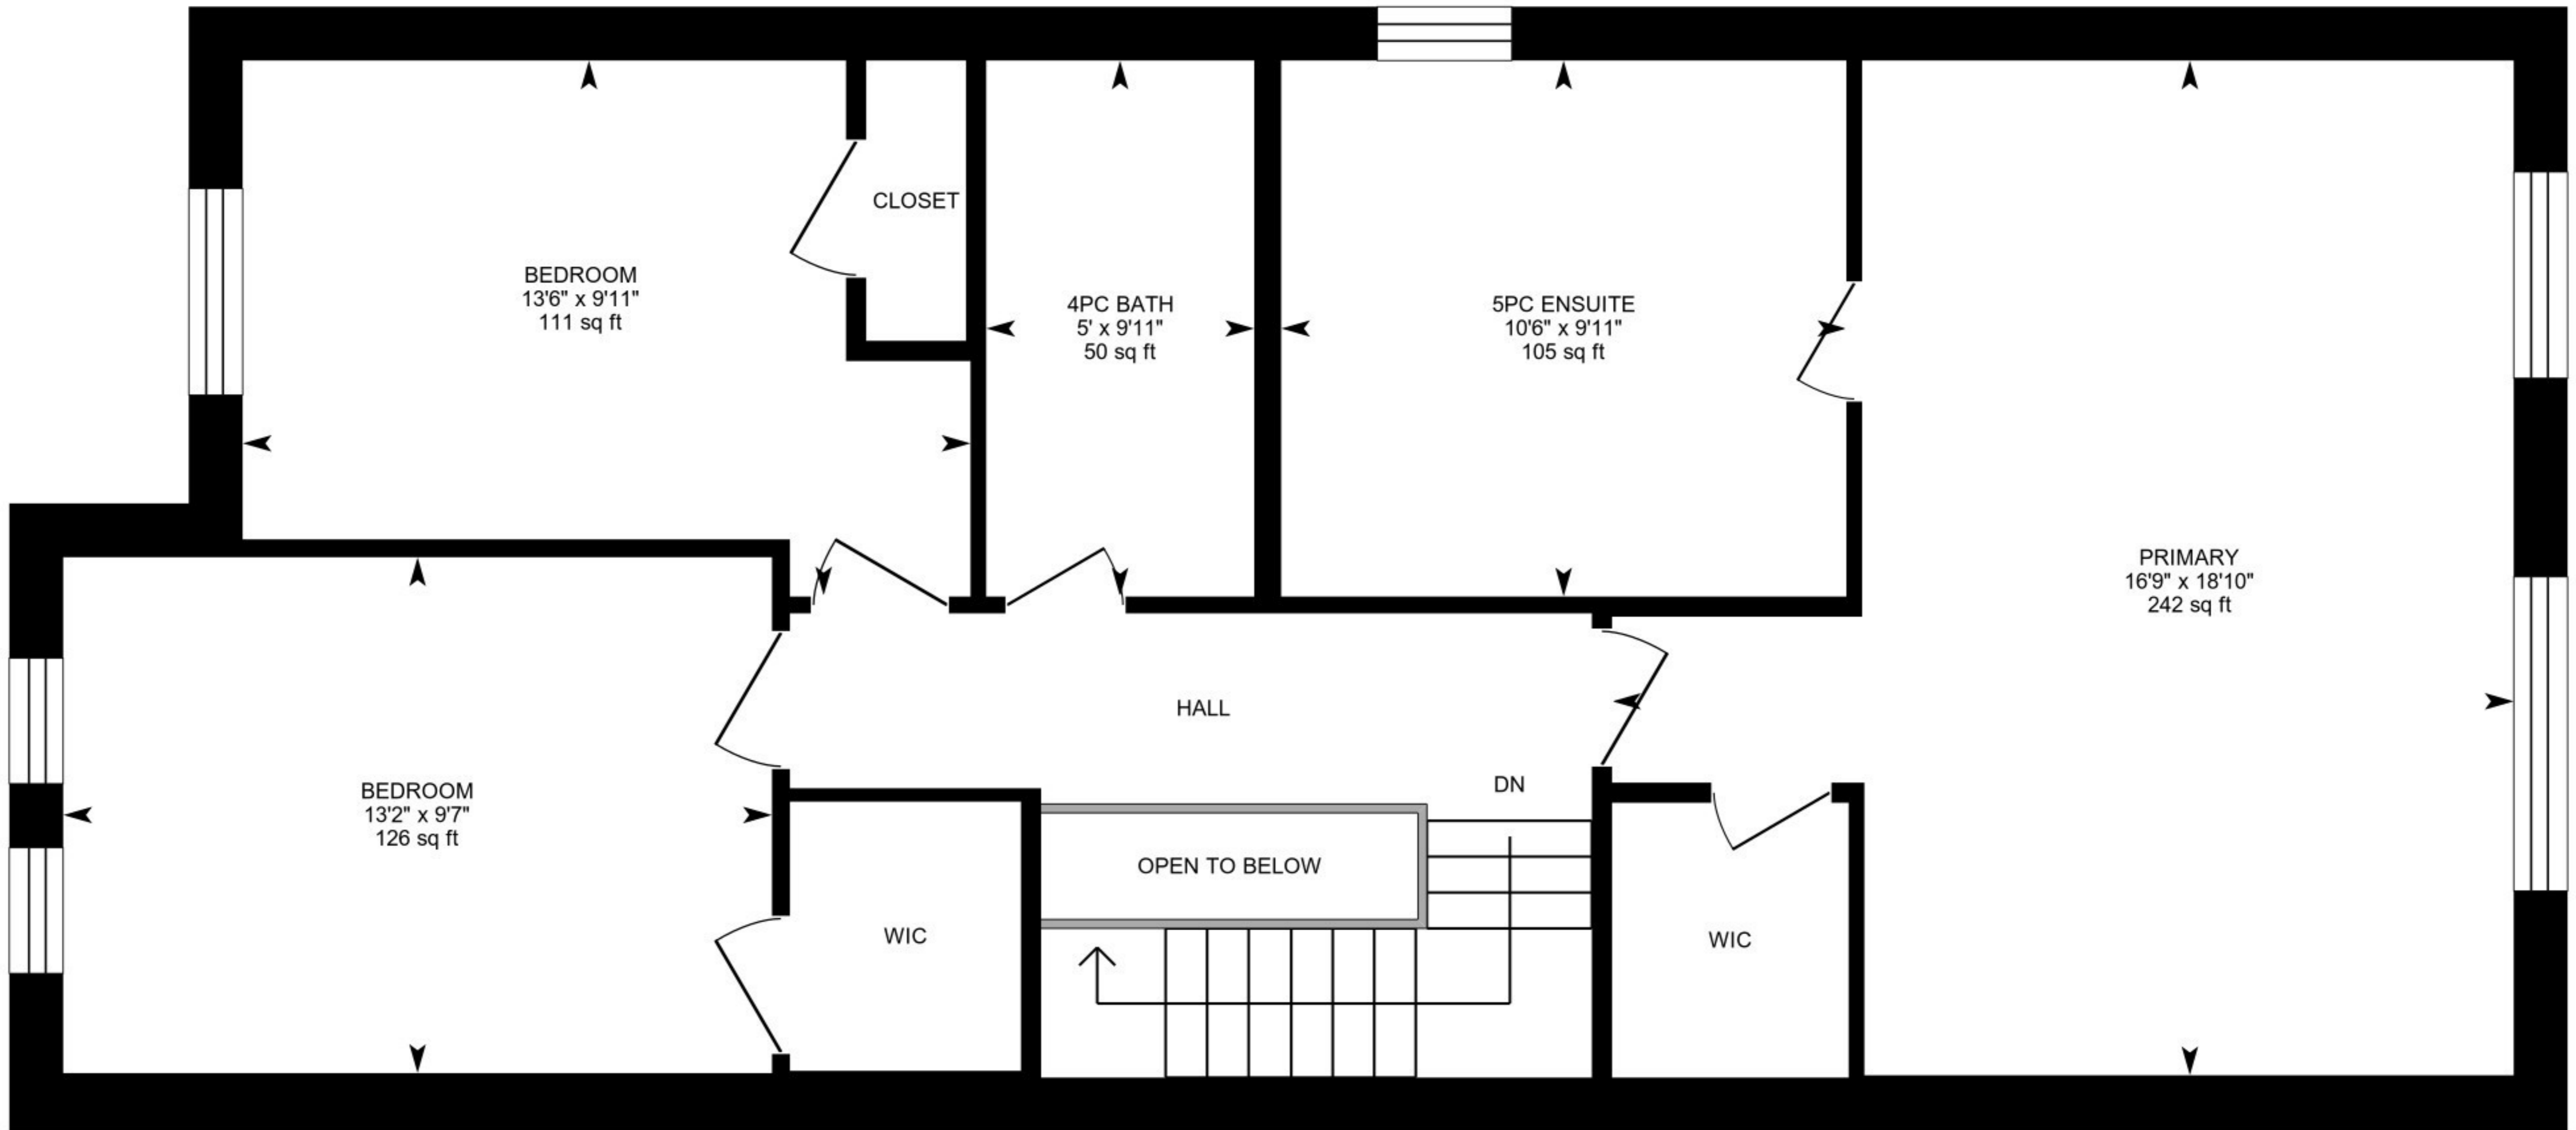 CLOSET
BEDROOM
13'6" x 9'11"
111 sq ft
4PC BATH
5' x 9'11"
50 sq ft
5PC ENSUITE
10'6" x 9'11"
105 sq ft
PRIMARY
16'9" x 18'10"
242 sq ft
HALL
DN
BEDROOM
13'2" x 9'7"
126 sq ft
OPEN TO BELOW
WIC
WIC